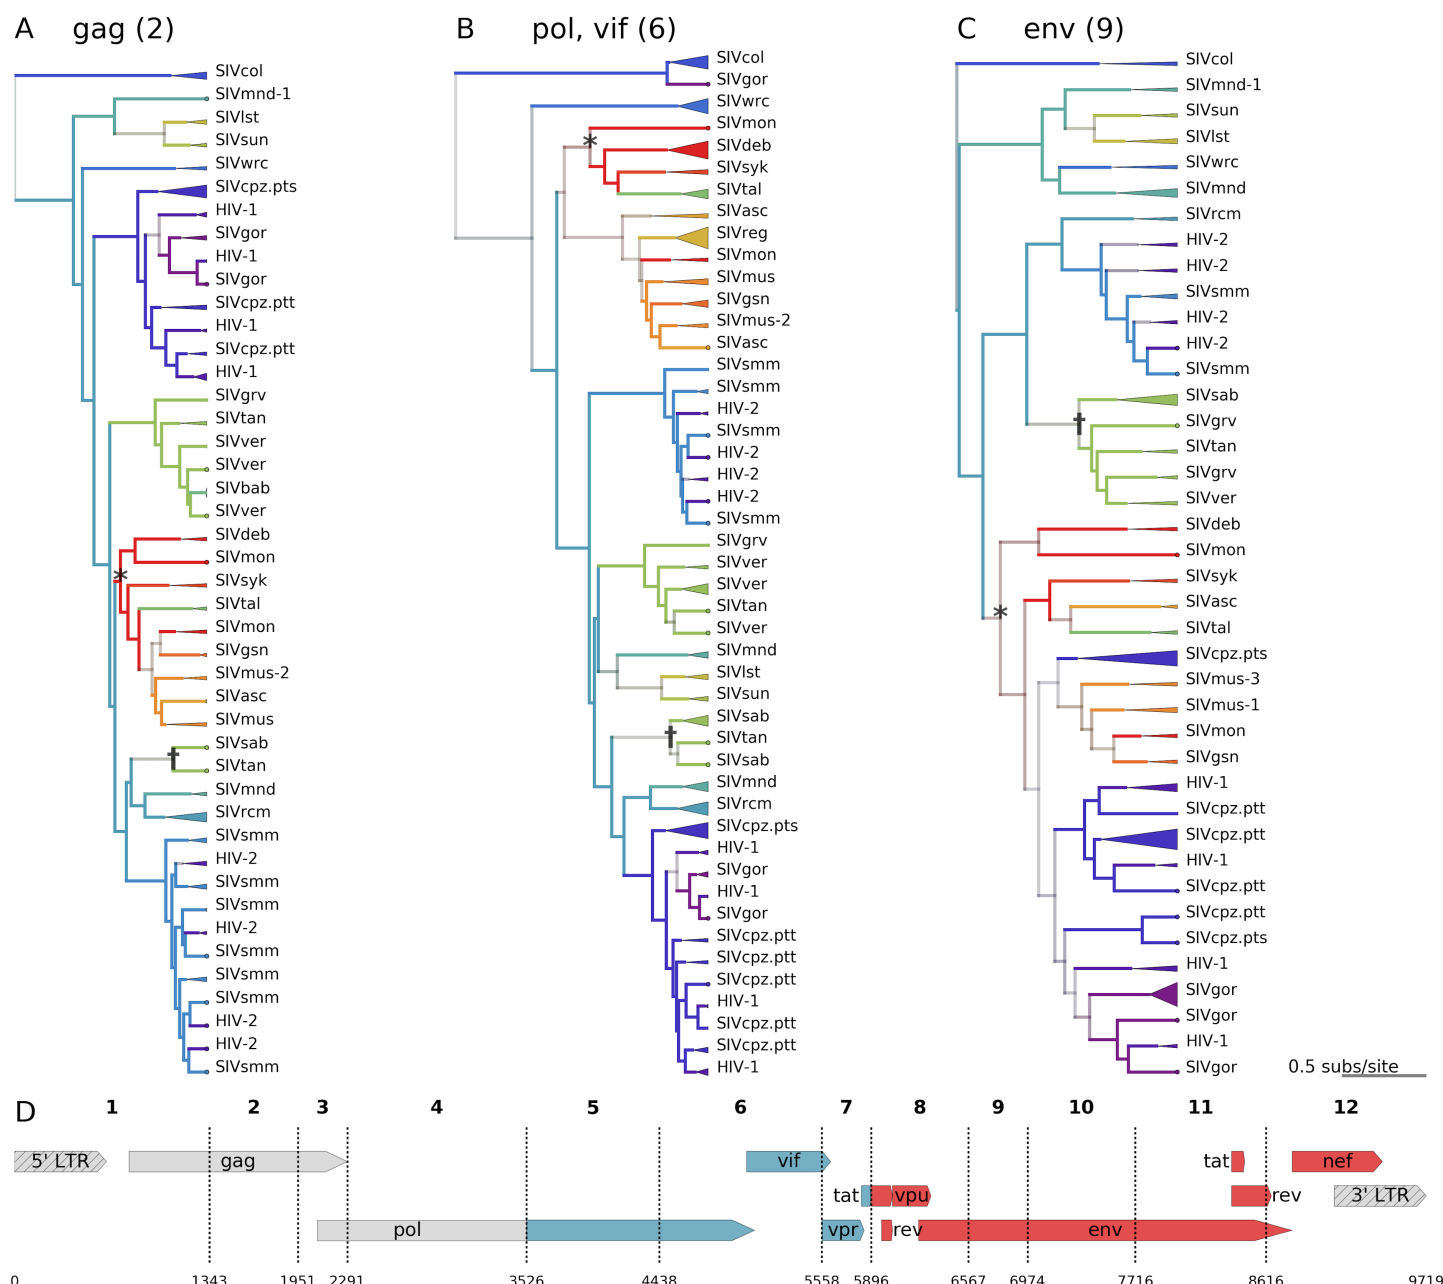 A gag (2)
SIVcol
SIVmnd-1
SIVlst
SIVsun
SIVwrc
SIVcpz.pts
HIV-1
SIVgor
HIV-1
SIVgor
SIVcpz.ptt
HIV-1
SIVcpz.ptt
HIV-1
SIVgrv
SIVtan
SIVver
SIVver
SIVbab
SIVver
SIVdeb
SIVmon
*
SIVsyk
SIVtal
SIVmon
SIVgsn
SIVmus-2
SIVasc
SIVmus
SIVsab
†
SIVtan
SIVmnd
SIVrcm
SIVsmm
HIV-2
SIVsmm
SIVsmm
HIV-2
SIVsmm
SIVsmm
SIVsmm
HIV-2
HIV-2
SIVsmm
B pol, vif (6)
SIVcol
SIVgor
SIVwrc
SIVmon
*
SIVdeb
SIVsyk
SIVtal
SIVasc
SIVreg
SIVmon
SIVmus
SIVgsn
SIVmus-2
SIVasc
SIVsmm
SIVsmm
HIV-2
SIVsmm
HIV-2
HIV-2
HIV-2
SIVsmm
SIVgrv
SIVver
SIVver
SIVtan
SIVver
SIVmnd
SIVlst
SIVsun
SIVsab
†
SIVtan
SIVsab
SIVmnd
SIVrcm
SIVcpz.pts
HIV-1
SIVgor
HIV-1
SIVgor
SIVcpz.ptt
SIVcpz.ptt
SIVcpz.ptt
HIV-1
SIVcpz.ptt
SIVcpz.ptt
HIV-1
C env (9)
SIVcol
SIVmnd-1
SIVsun
SIVlst
SIVwrc
SIVmnd
SIVrcm
HIV-2
HIV-2
SIVsmm
HIV-2
HIV-2
SIVsmm
SIVsab
†
SIVgrv
SIVtan
SIVgrv
SIVver
SIVdeb
SIVmon
SIVsyk
SIVasc
*
SIVtal
SIVcpz.pts
SIVmus-3
SIVmus-1
SIVmon
SIVgsn
HIV-1
SIVcpz.ptt
SIVcpz.ptt
HIV-1
SIVcpz.ptt
SIVcpz.ptt
SIVcpz.pts
HIV-1
SIVgor
SIVgor
HIV-1
SIVgor
0.5 subs/site
D 1 2 3 4 5 6 7 8 9 10 11 12
5' LTR gag vif tat nef
tat vpu rev 3' LTR
pol vpr rev env
0 1343 1951 2291 3526 4438 5558 5896 6567 6974 7716 8616 9719